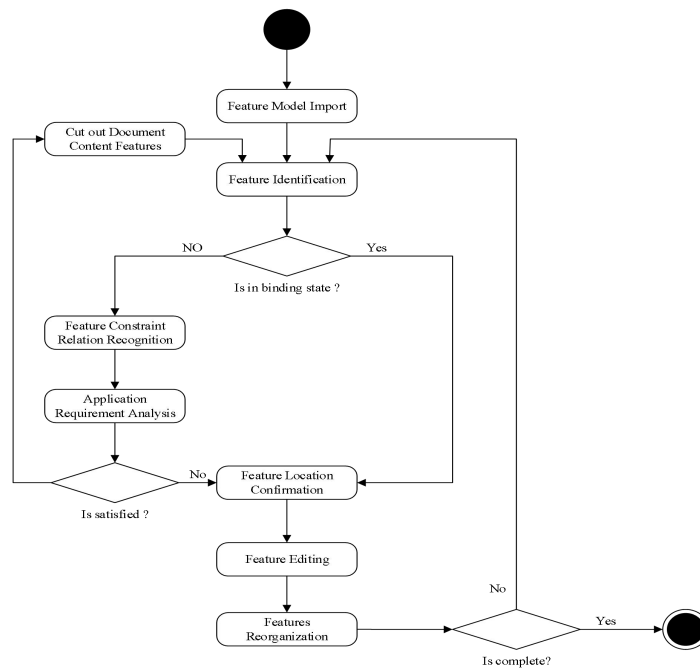 Feature Model Import
Cut out Document
Content Features
Feature Identification
NO
Yes
Is in binding state ?
Feature Constraint
Relation Recognition
Application
Requirement Analysis
No
Is satisfied ?
Feature Location
Confirmation
Feature Editing
No
Features
Reorganization
Yes
Is complete?